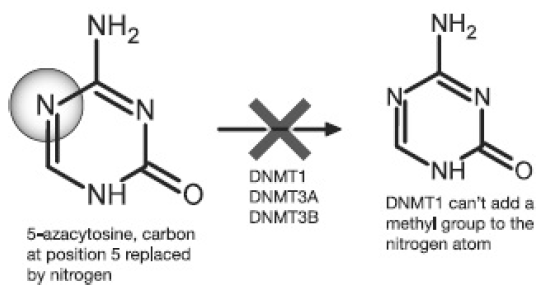 NH2
N
N
NH
O
5-azacytosine, carbon
at position 5 replaced
by nitrogen
DNMT1
DNMT3A
DNMT3B
NH2
N
N
NH
O
DNMT1 can't add a
methyl group to the
nitrogen atom